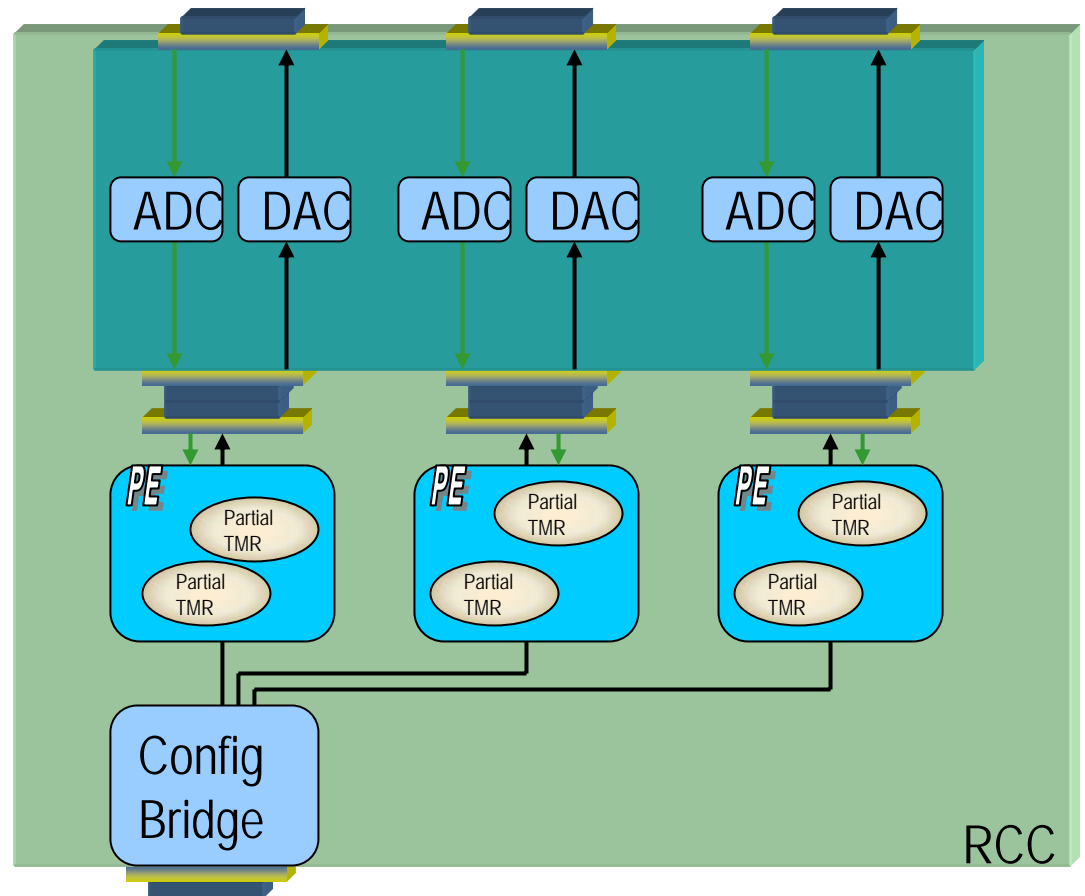 ADC DAC ADC DAC ADC DAC
PE PE PE
Partial
TMR
Partial
TMR
Partial
TMR
Partial
TMR
Partial
TMR
Partial
TMR
Config
Bridge
RCC